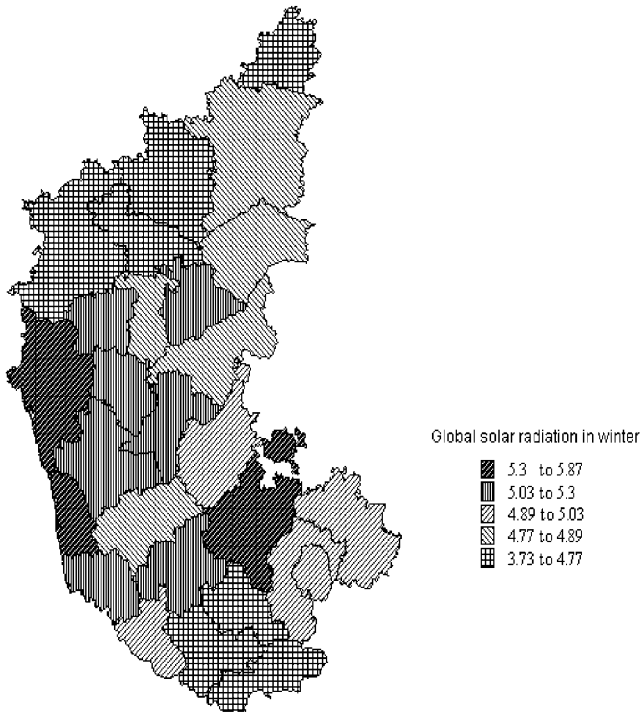 Global solar radiation in winter
5.3 to 5.87
5.03 to 5.3
4.89 to 5.03
4.77 to 4.89
3.73 to 4.77